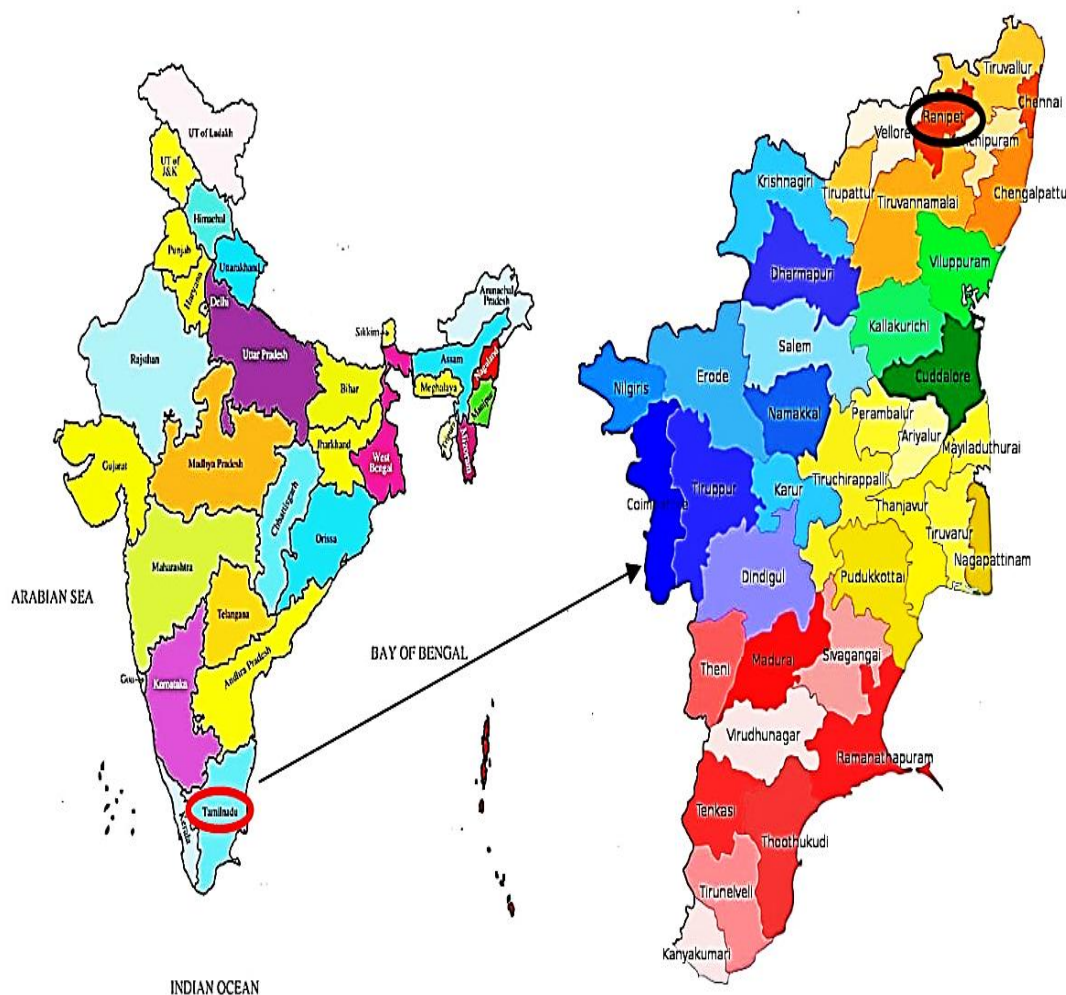 UT of Ladakh
UT of
J&K
Himachal
Punjab
Uttarakhand
Haryana
Delhi
Rajsthan
Uttar Pradesh
Sikkim
Arunachal
Pradesh
Assam
Nagaland
Meghalaya
Manipur
Tripura
Mizoram
Bihar
Jharkhand
West
Bengal
Gujarat
Madhya Pradesh
Chhattisgarh
Orissa
Maharashtra
Telangana
Andhra Pradesh
Goa
Karnataka
Tamilnadu
Kerala
ARABIAN SEA
BAY OF BENGAL
INDIAN OCEAN
Tiruvallur
Chennai
Ranipet
Vellore
chipuram
Chengalpattu
Tirupattur
Tiruvannamalai
Krishnagiri
Dharmapuri
Viluppuram
Kallakurichi
Salem
Cuddalore
Nilgiris
Erode
Namakkal
Perambalur
Ariyalur
Mayiladuthurai
Tiruchirappalli
Coimbatore
Tiruppur
Karur
Thanjavur
Tiruvarur
Nagapattinam
Dindigul
Pudukkottai
Theni
Madurai
Sivagangai
Virudhunagar
Ramanathapuram
Tenkasi
Thoothukudi
Tirunelveli
Kanyakumari